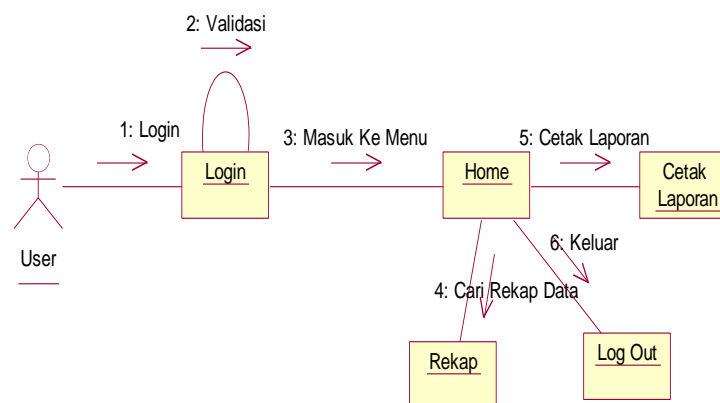 2: Validasi
1: Login
3: Masuk Ke Menu
5: Cetak Laporan
Login
Home
Cetak
Laporan
User
6: Keluar
4: Cari Rekap Data
Rekap
Log Out